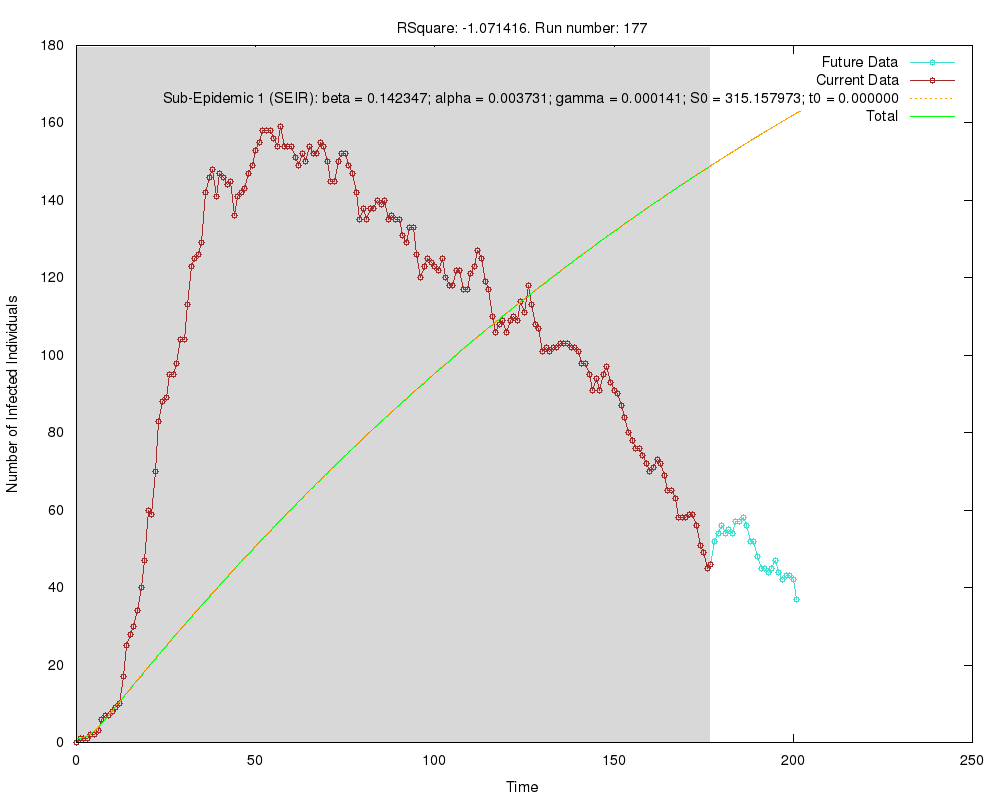 RSquare: -1.071416. Run number: 177
180
160
140
120
100
80
60
40
20
0
0 50 100 150 200 250
Number of Infected Individuals
Time
Future Data
Current Data
Sub-Epidemic 1 (SEIR): beta = 0.142347; alpha = 0.003731; gamma = 0.000141; S0 = 315.157973; t0 = 0.000000
Total